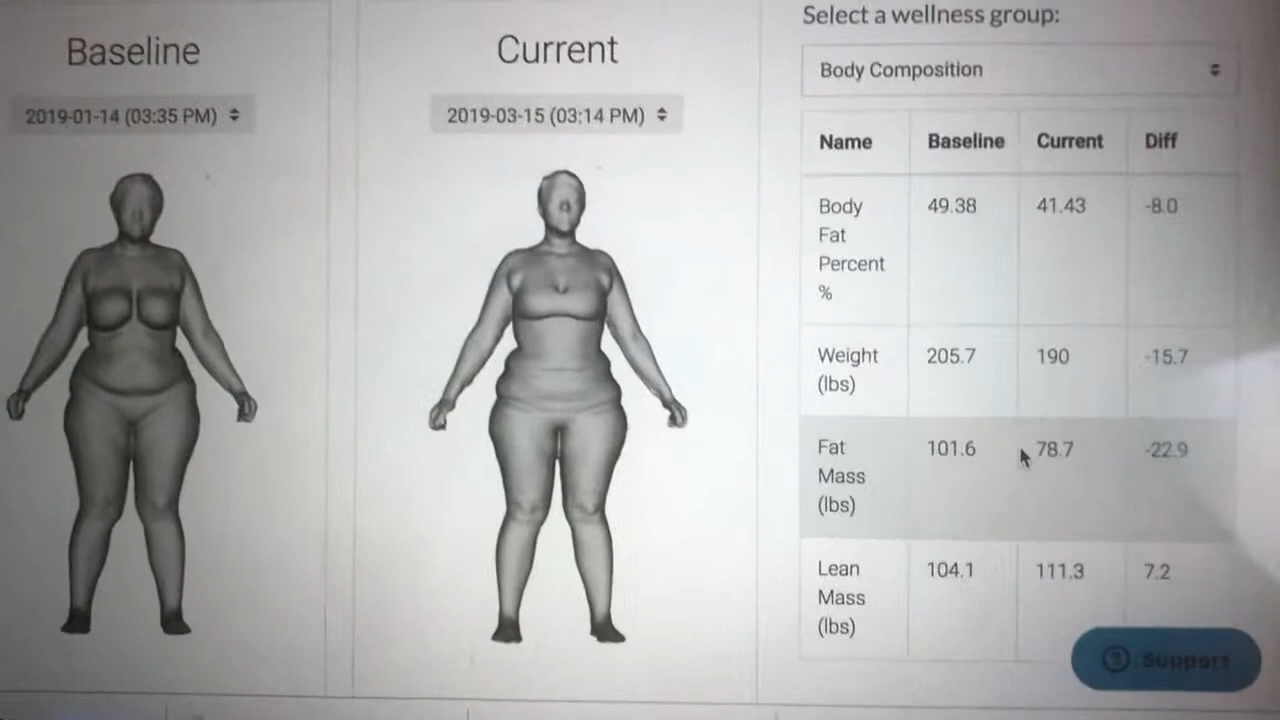 Baseline
2019-01-14 (03:35 PM)
Current
2019-03-15 (03:14 PM)
Select a wellness group:
Body Composition
Name Baseline Current Diff
Body 49.38 41.43 -8.0
Fat
Percent
%
Weight 205.7 190 -15.7
(lbs)
Fat 101.6 78.7 -22.9
Mass
(lbs)
Lean 104.1 111.3 7.2
Mass
(lbs)
? Support